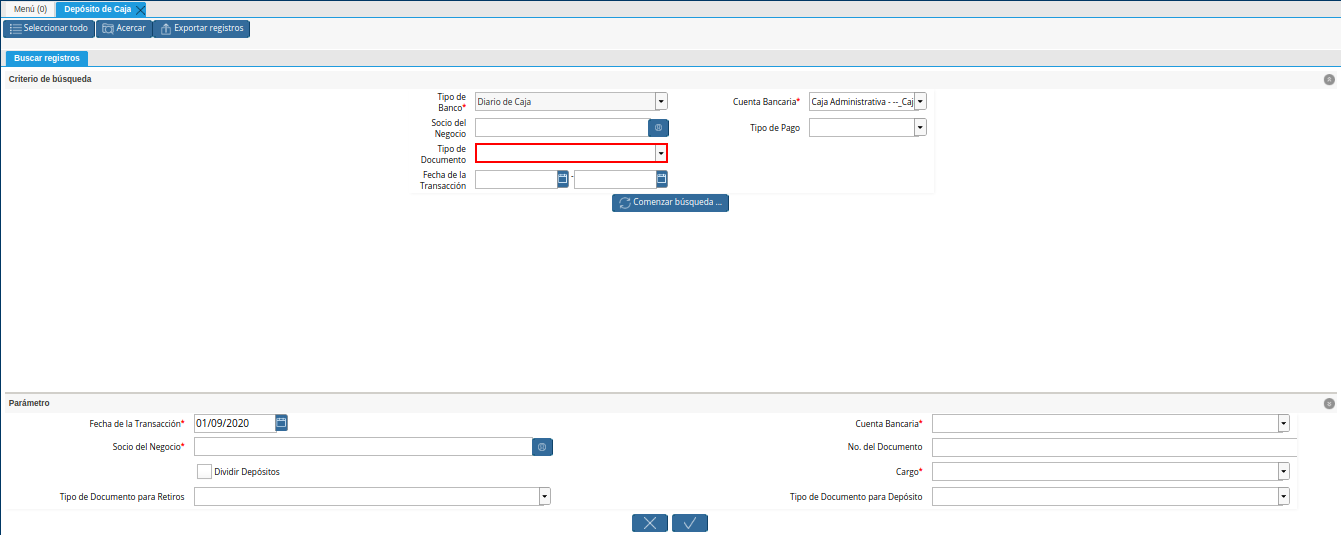 Menú (0) Depósito de Caja
Seleccionar todo Acercar Exportar registros
Buscar registros
Criterio de búsqueda
Tipo de Banco* Diario de Caja Cuenta Bancaria* Caja Administrativa - --_Caj
Socio del Negocio Tipo de Pago
Tipo de Documento
Fecha de la Transacción -
Comenzar búsqueda ...
Parámetro
Fecha de la Transacción* 01/09/2020 Cuenta Bancaria*
Socio del Negocio* No. del Documento
Dividir Depósitos Cargo*
Tipo de Documento para Retiros Tipo de Documento para Depósito